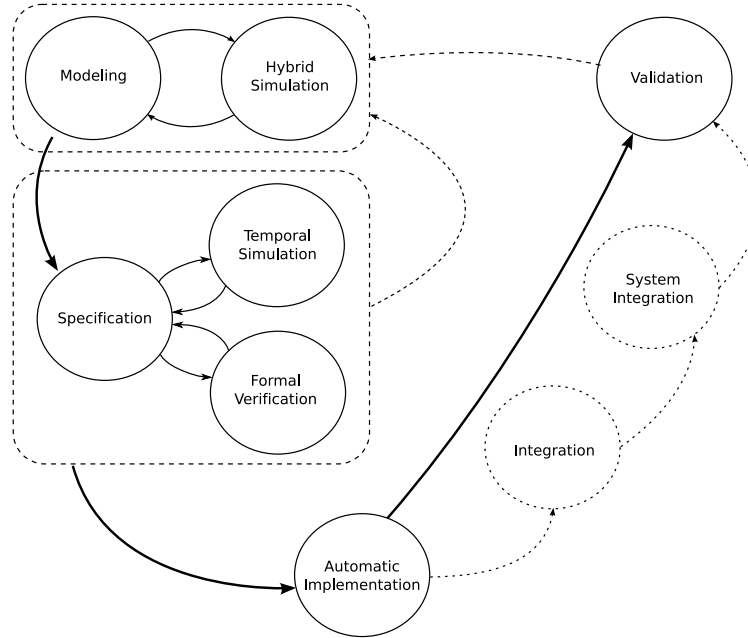 Modeling
Hybrid
Simulation
Validation
Temporal
Simulation
System
Integration
Specification
Formal
Verification
Integration
Automatic
Implementation